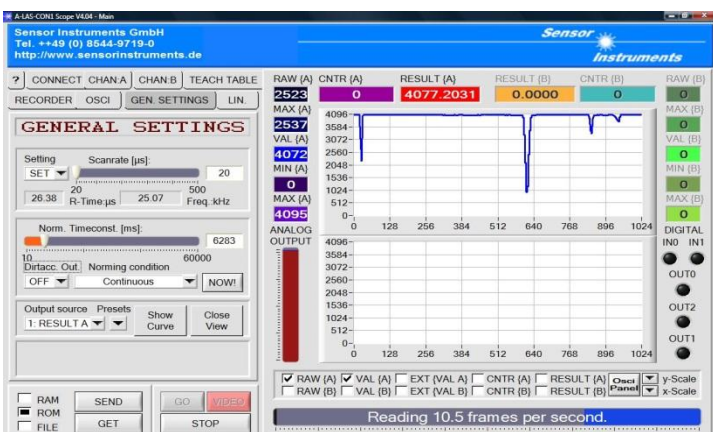 A-LAS-CON1 Scope V4.04 - Main
Sensor Instruments GmbH
Tel. ++49 (0) 8544-9719-0
http://www.sensorinstruments.de
Sensor
Instruments
? CONNECT CHAN:A CHAN:B TEACH TABLE
RECORDER OSCI GEN. SETTINGS LIN.
GENERAL SETTINGS
Setting Scanrate [µs]:
SET 20
20 500
26.38 R-Time:µs 25.07 Freq.:kHz
Norm. Timeconst. [ms]:
6283
10 60000
Dirtacc. Out. Norming condition
OFF Continuous NOW!
Output source Presets
1: RESULT A
Show Curve
Close View
RAM
ROM
FILE
SEND GO VIDEO
GET STOP
RAW {A} CNTR {A} RESULT {A} RESULT {B} CNTR {B} RAW {B}
2523 0 4077.2031 0.0000 0 0
MAX {A}
2537
VAL {A}
4072
MIN {A}
0
MAX {A}
4095
ANALOG
OUTPUT
4096
3584
3072
2560
2048
1536
1024
512
0
0 128 256 384 512 640 768 896 1024
4096
3584
3072
2560
2048
1536
1024
512
0
0 128 256 384 512 640 768 896 1024
MAX {B}
0
VAL {B}
0
MIN {B}
0
MAX {B}
0
DIGITAL
IN0 IN1
OUT0
OUT2
OUT1
RAW {A} VAL {A} EXT {VAL A} CNTR {A} RESULT {A} Osci y-Scale
RAW {B} VAL {B} EXT {VAL B} CNTR {B} RESULT {B} Panel x-Scale
Reading 10.5 frames per second.